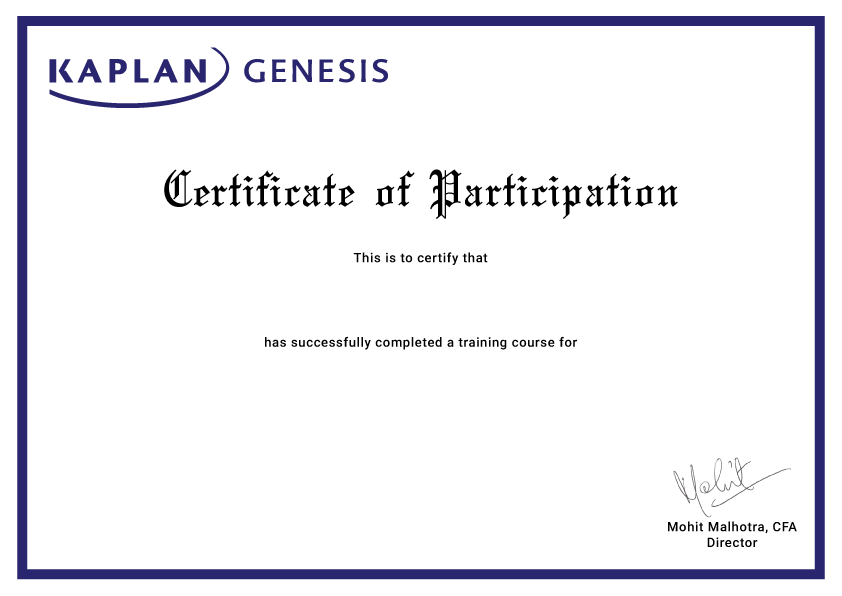 KAPLAN GENESIS
Certificate of Participation
This is to certify that
has successfully completed a training course for
Mohit
Mohit Malhotra, CFA
Director